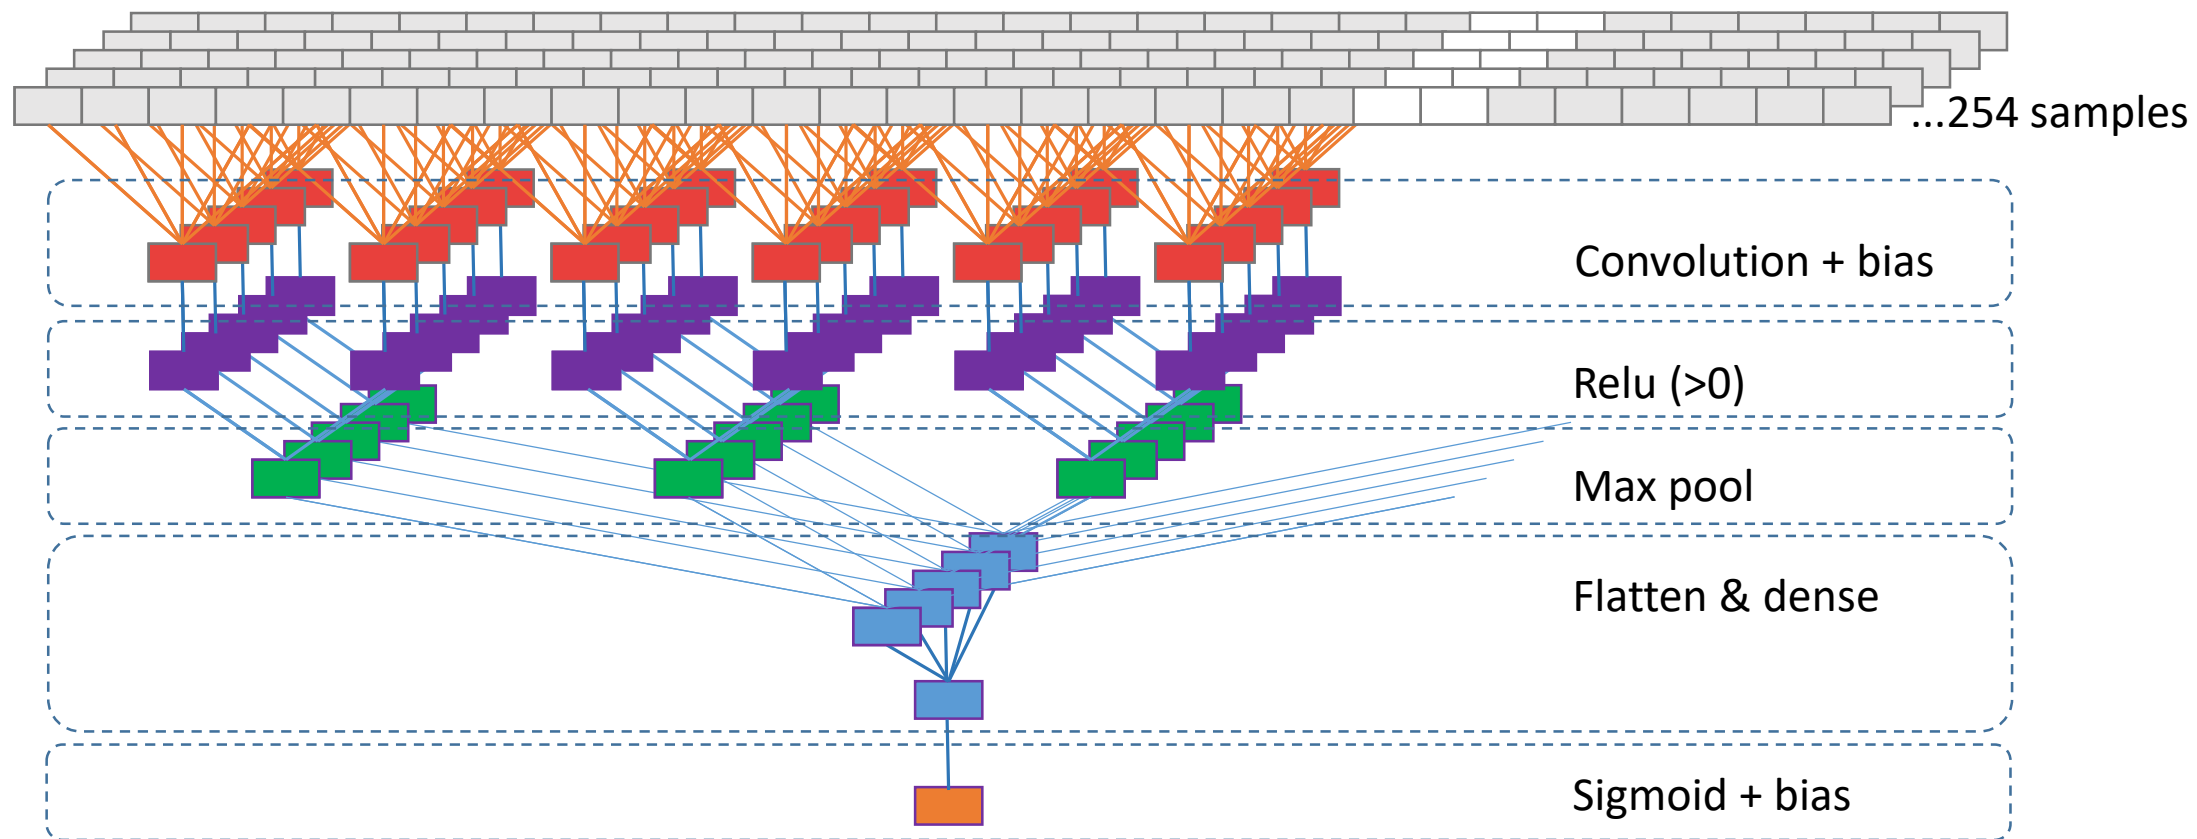 ...254 samples
Convolution + bias
Relu (>0)
Max pool
Flatten & dense
Sigmoid + bias